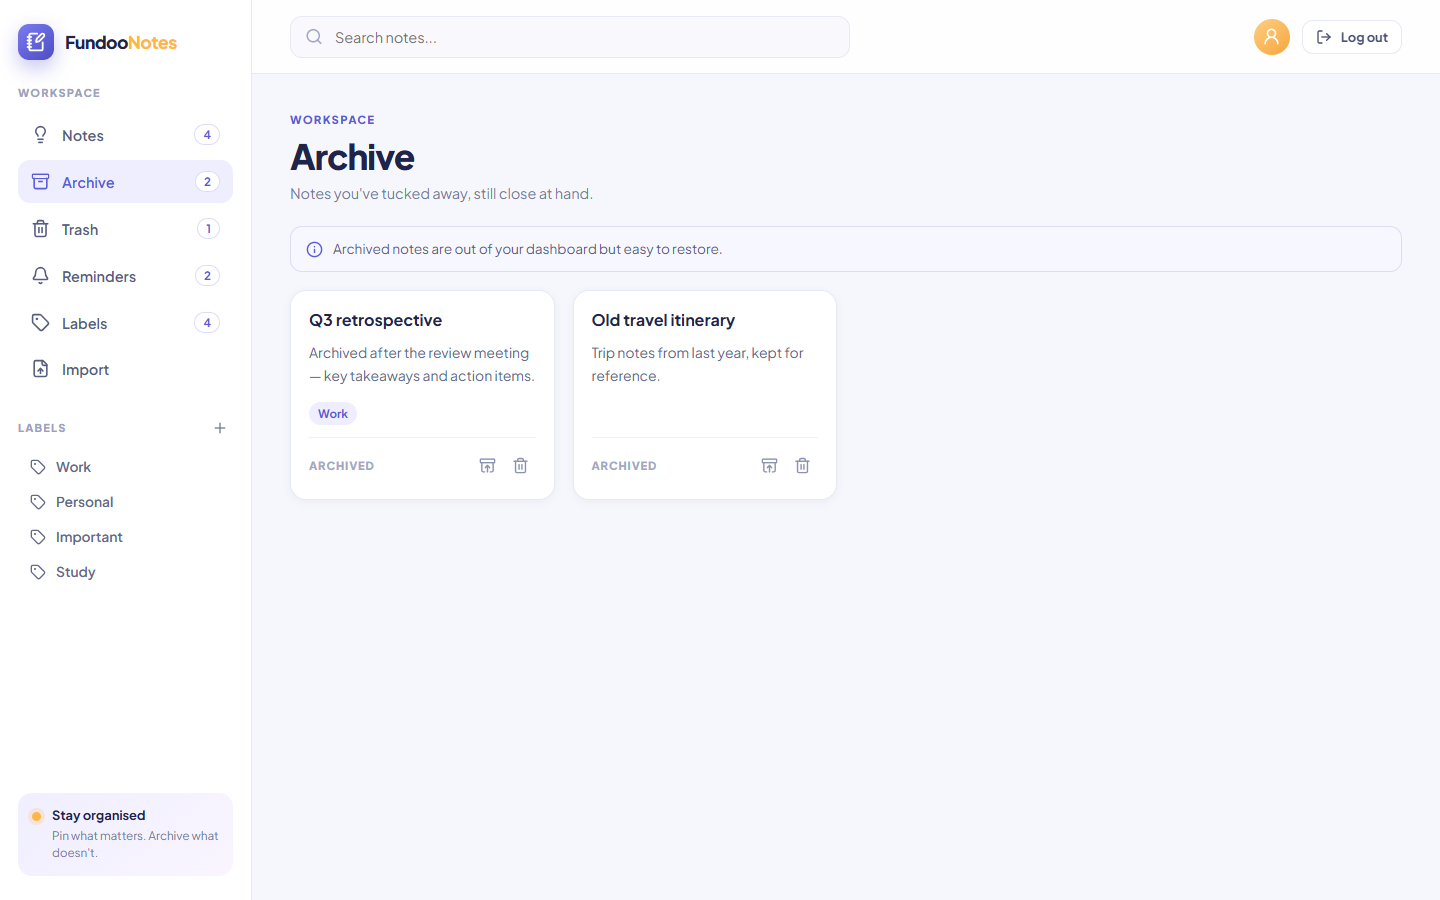 FundooNotes
WORKSPACE
Notes 4
Archive 2
Trash 1
Reminders 2
Labels 4
Import
LABELS
Work
Personal
Important
Study
Stay organised
Pin what matters. Archive what
doesn't.
Search notes...
Log out
WORKSPACE
Archive
Notes you've tucked away, still close at hand.
Archived notes are out of your dashboard but easy to restore.
Q3 retrospective
Archived after the review meeting
— key takeaways and action items.
Work
ARCHIVED
Old travel itinerary
Trip notes from last year, kept for
reference.
ARCHIVED